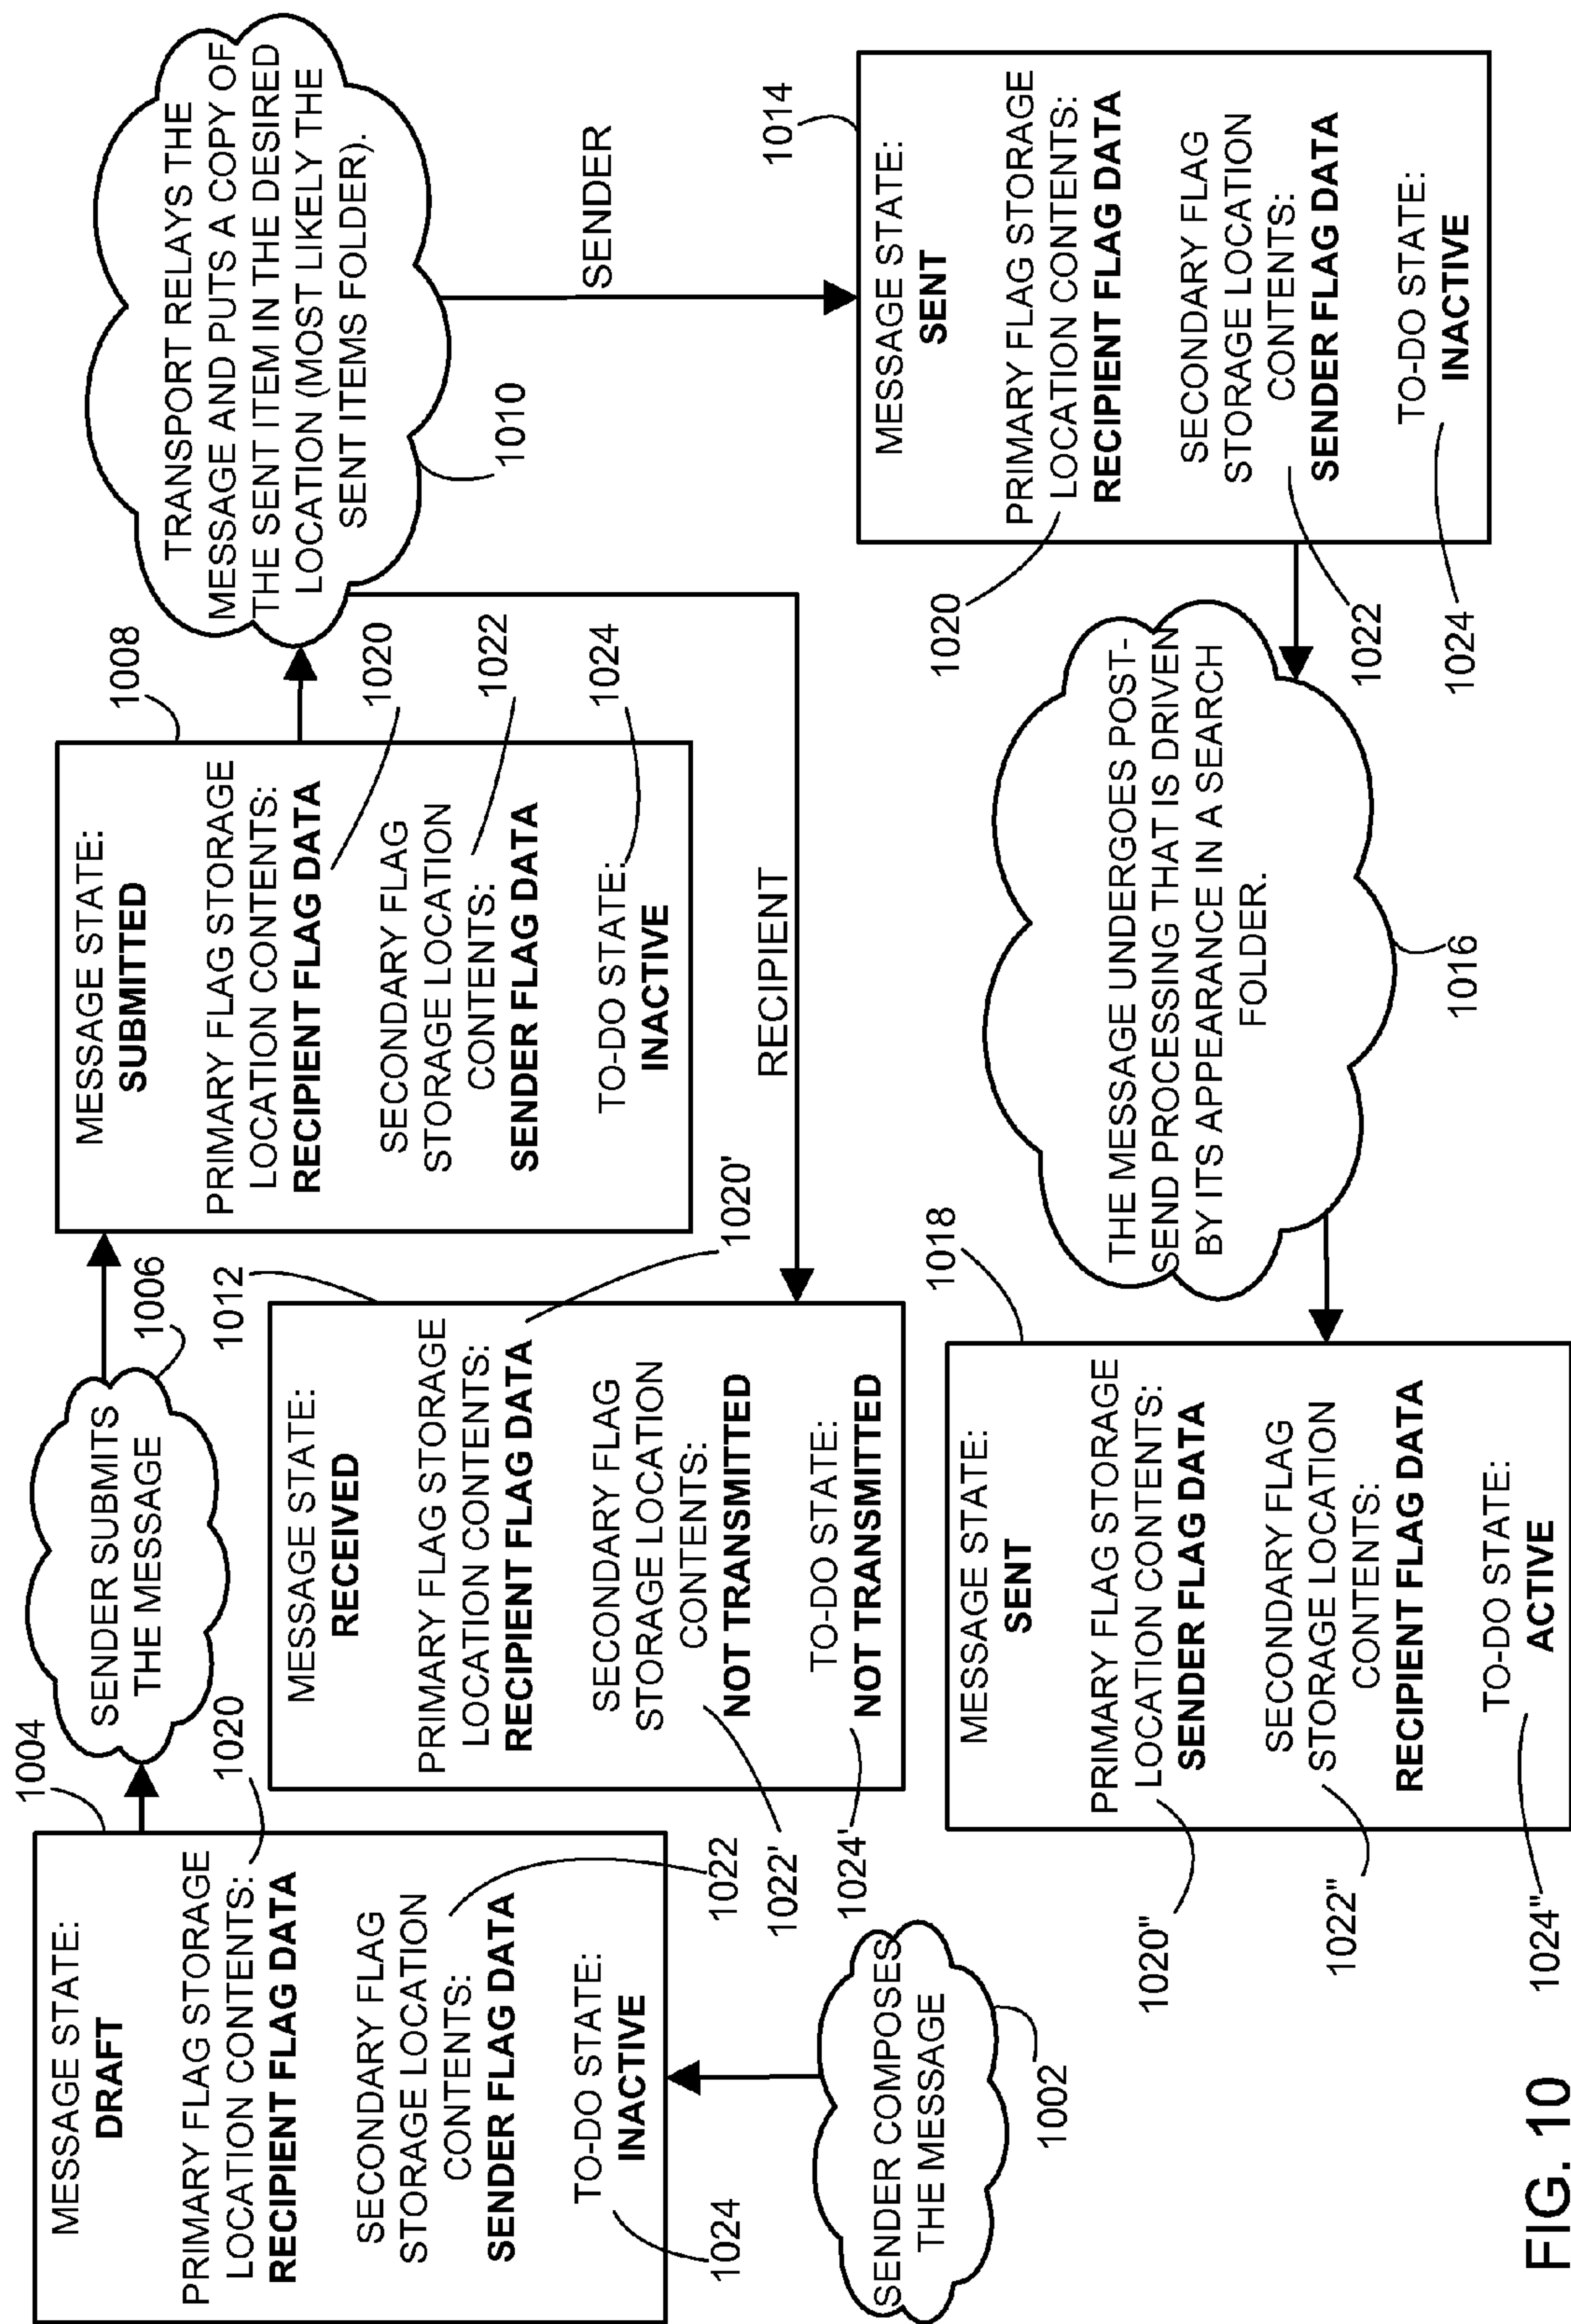 1004
MESSAGE STATE:
DRAFT
PRIMARY FLAG STORAGE
LOCATION CONTENTS:
RECIPIENT FLAG DATA
1020
SECONDARY FLAG
STORAGE LOCATION
CONTENTS:
SENDER FLAG DATA
1022
TO-DO STATE:
INACTIVE
1024
SENDER COMPOSES
THE MESSAGE
1002
SENDER SUBMITS
THE MESSAGE
1006
1008
MESSAGE STATE:
SUBMITTED
PRIMARY FLAG STORAGE
LOCATION CONTENTS:
RECIPIENT FLAG DATA
1020
SECONDARY FLAG
STORAGE LOCATION
CONTENTS:
SENDER FLAG DATA
1022
TO-DO STATE:
INACTIVE
1024
TRANSPORT RELAYS THE
MESSAGE AND PUTS A COPY OF
THE SENT ITEM IN THE DESIRED
LOCATION (MOST LIKELY THE
SENT ITEMS FOLDER).
1010
RECIPIENT
SENDER
1012
MESSAGE STATE:
RECEIVED
PRIMARY FLAG STORAGE
LOCATION CONTENTS:
RECIPIENT FLAG DATA
1020'
SECONDARY FLAG
STORAGE LOCATION
CONTENTS:
NOT TRANSMITTED
1022'
TO-DO STATE:
NOT TRANSMITTED
1024'
1014
MESSAGE STATE:
SENT
PRIMARY FLAG STORAGE
LOCATION CONTENTS:
RECIPIENT FLAG DATA
1020
SECONDARY FLAG
STORAGE LOCATION
CONTENTS:
SENDER FLAG DATA
1022
TO-DO STATE:
INACTIVE
1024
THE MESSAGE UNDERGOES POST-
SEND PROCESSING THAT IS DRIVEN
BY ITS APPEARANCE IN A SEARCH
FOLDER.
1016
1018
MESSAGE STATE:
SENT
PRIMARY FLAG STORAGE
LOCATION CONTENTS:
SENDER FLAG DATA
1020"
SECONDARY FLAG
STORAGE LOCATION
CONTENTS:
RECIPIENT FLAG DATA
1022"
TO-DO STATE:
ACTIVE
1024"
FIG. 10